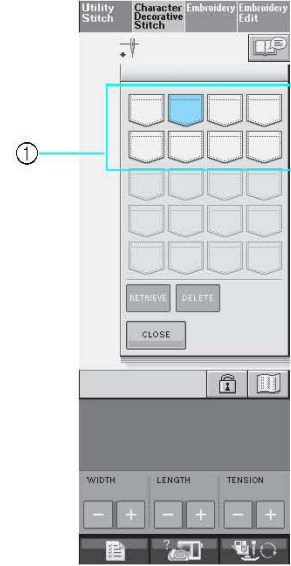 Utility Stitch
Character Decorative Stitch
Embroidery
Embroidery Edit
①
RETRIEVE
DELETE
CLOSE
WIDTH
LENGTH
TENSION
− + − + − +
?